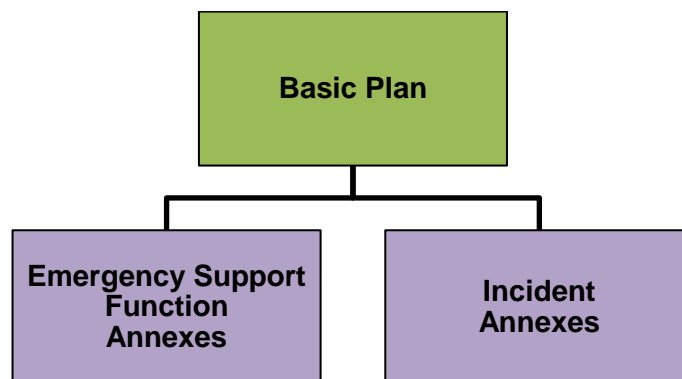 Basic Plan
Emergency Support
Function
Annexes
Incident
Annexes